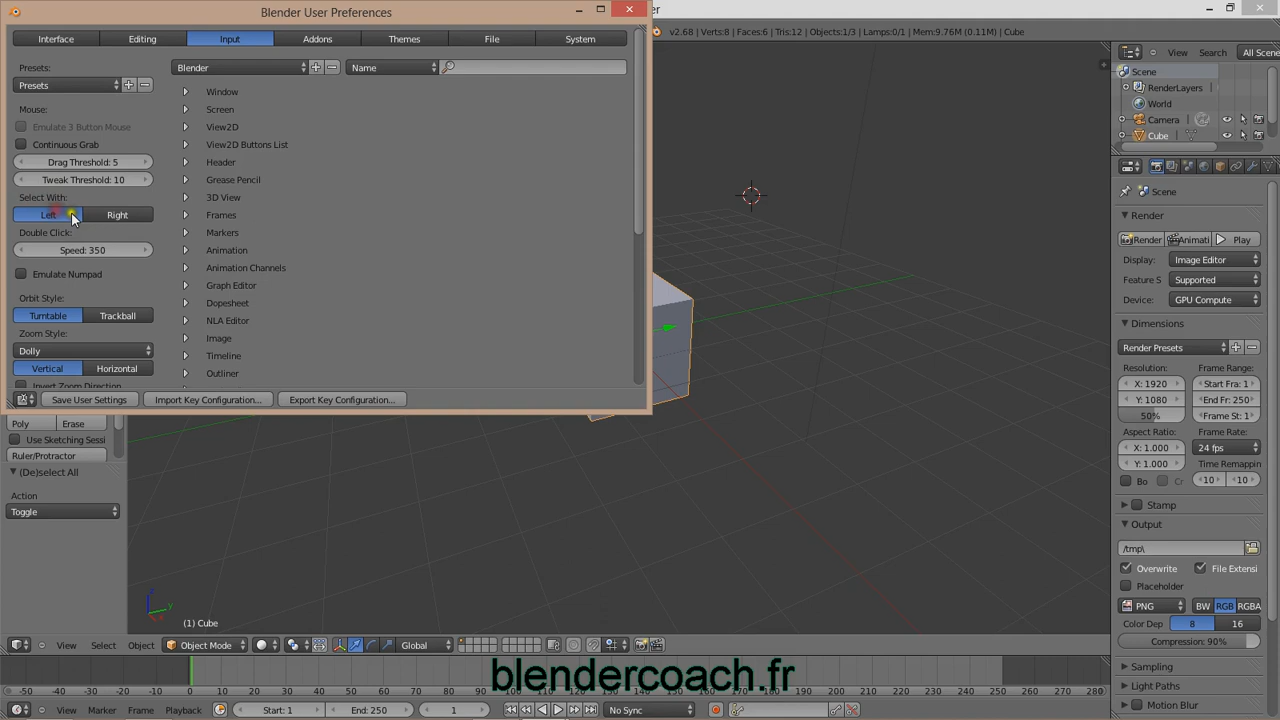 Blender User Preferences
Interface Editing Input Addons Themes File System
Presets:
Presets
Mouse:
Emulate 3 Button Mouse
Continuous Grab
Drag Threshold: 5
Tweak Threshold: 10
Select With:
Left Right
Double Click:
Speed: 350
Emulate Numpad
Orbit Style:
Turntable Trackball
Zoom Style:
Dolly
Vertical Horizontal
Invert Zoom Direction
Blender
Name
Window
Screen
View2D
View2D Buttons List
Header
Grease Pencil
3D View
Frames
Markers
Animation
Animation Channels
Graph Editor
Dopesheet
NLA Editor
Image
Timeline
Outliner
Save User Settings Import Key Configuration... Export Key Configuration...
v2.68 | Verts:8 | Faces:6 | Tris:12 | Objects:1/3 | Lamps:0/1 | Mem:9.76M (0.11M) | Cube
View Search All Scene
Scene
RenderLayers
World
Camera
Cube
Scene
Render
Render Animati Play
Display: Image Editor
Feature S Supported
Device: GPU Compute
Dimensions
Render Presets
Resolution: Frame Range:
X: 1920 Start Fra: 1
Y: 1080 End Fr: 250
50% Frame St: 1
Aspect Ratio: Frame Rate:
X: 1.000 24 fps
Y: 1.000 Time Remappin
Bo Cr 10 10
Stamp
Output
/tmp\
Overwrite File Extensi
Placeholder
PNG BW RGB RGBA
Color Dep 8 16
Compression: 90%
Sampling
Light Paths
Motion Blur
Poly Erase
Use Sketching Sessi
Ruler/Protractor
(De)select All
Action
Toggle
z y x
(1) Cube
View Select Object Object Mode Global
blendercoach.fr
-50 -40 -30 -20 -10 0 10 20 30 40 50 60 70 80 90 100 110 120 130 140 150 160 170 180 190 200 210 220 230 240 250 260 270 280
View Marker Frame Playback Start: 1 End: 250 1 No Sync